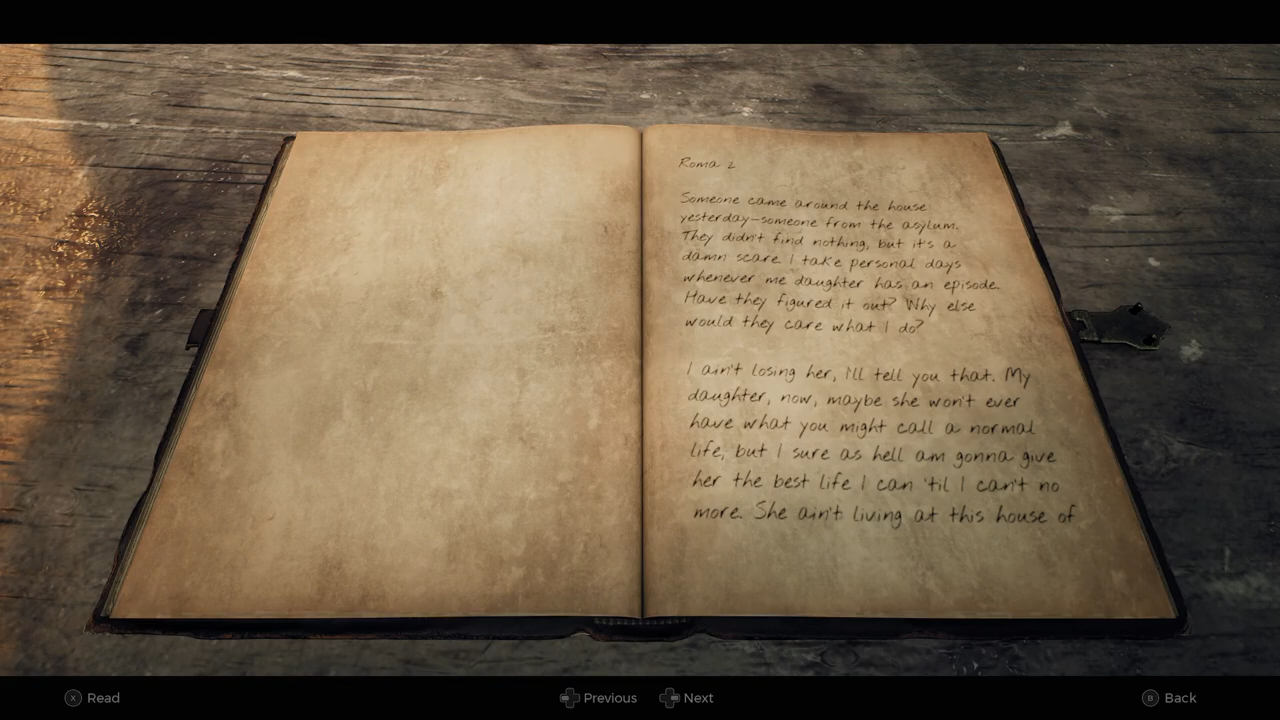 Roma 2
Someone came around the house
yesterday—someone from the asylum.
They didn't find nothing, but it's a
damn scare I take personal days
whenever me daughter has an episode.
Have they figured it out? Why else
would they care what I do?
I ain't losing her, I'll tell you that. My
daughter, now, maybe she won't ever
have what you might call a normal
life, but I sure as hell am gonna give
her the best life I can 'til I can't no
more. She ain't living at this house of
X Read
Previous
Next
B Back